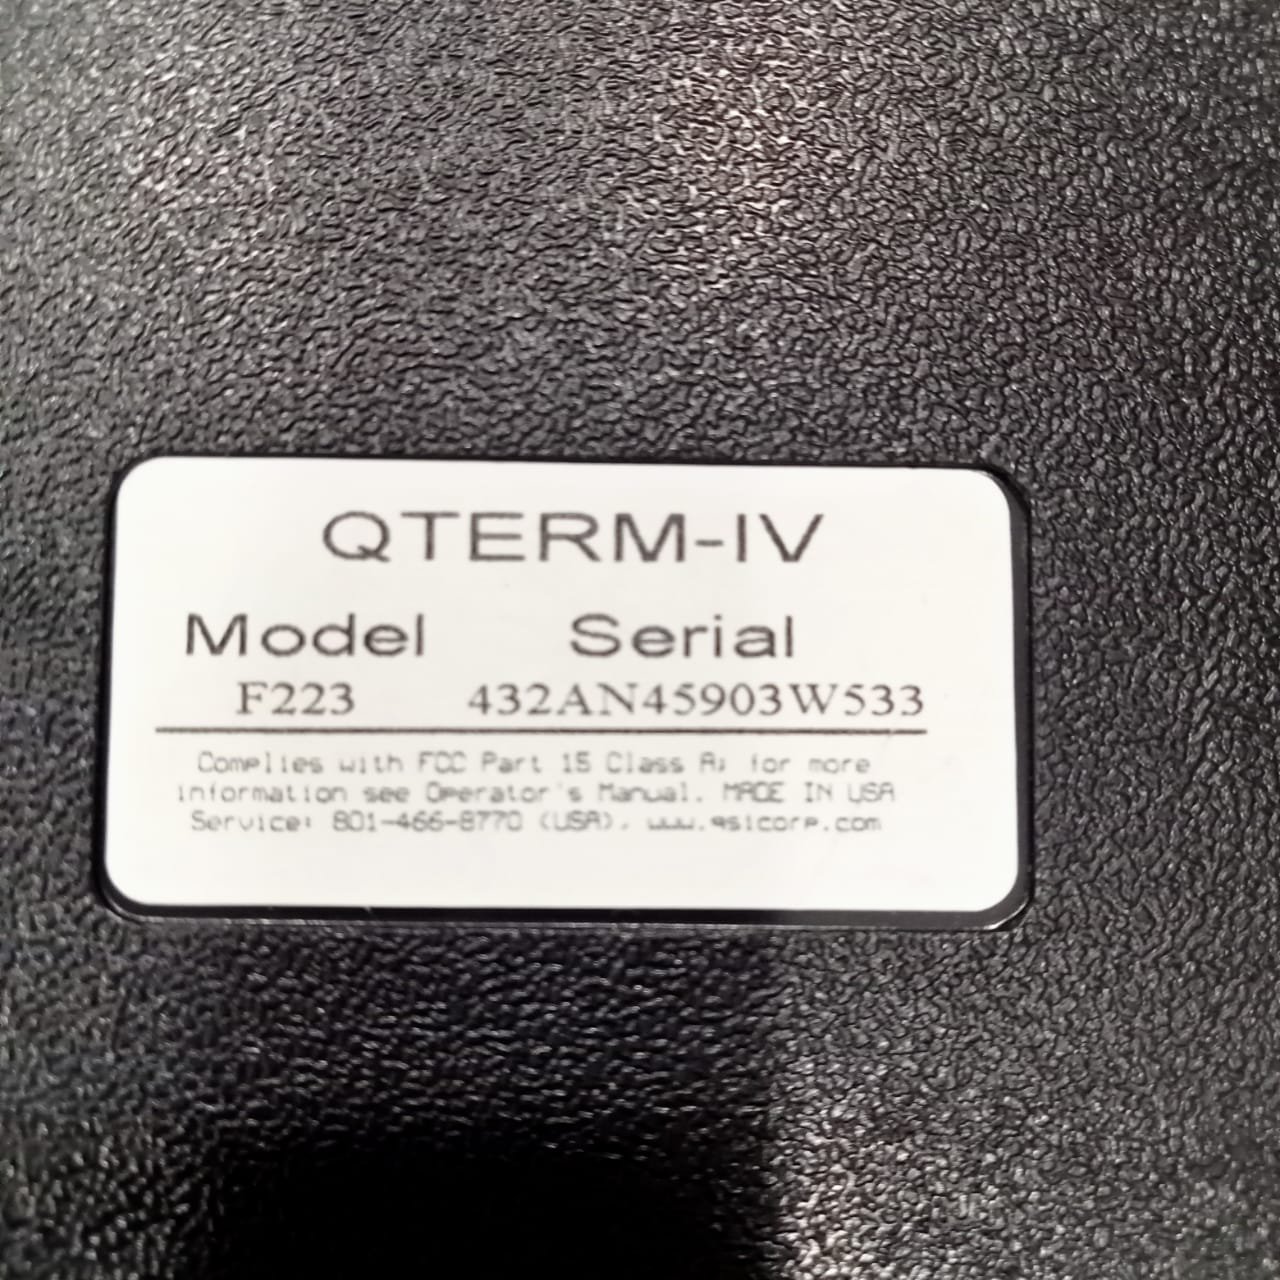 QTERM-IV
Model Serial
F223 432AN45903W533
Complies with FCC Part 15 Class A; for more
information see Operator's Manual. MADE IN USA
Service: 801-466-8770 (USA), www.qsicorp.com